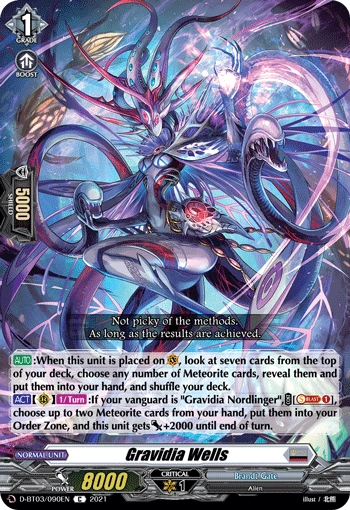 1
GRADE
BOOST
5000
SHIELD
Not picky of the methods.
As long as the results are achieved.
AUTO :When this unit is placed on , look at seven cards from the top
of your deck, choose any number of Meteorite cards, reveal them and
put them into your hand, and shuffle your deck.
ACT 1/Turn :If your vanguard is "Gravidia Nordlinger", [ BLAST 1],
choose up to two Meteorite cards from your hand, put them into your
Order Zone, and this unit gets +2000 until end of turn.
NORMAL UNIT
Gravidia Wells
POWER 8000
CRITICAL
1
Brandt Gate
Alien
D-BT03/090EN C 2021
illust / 北熊